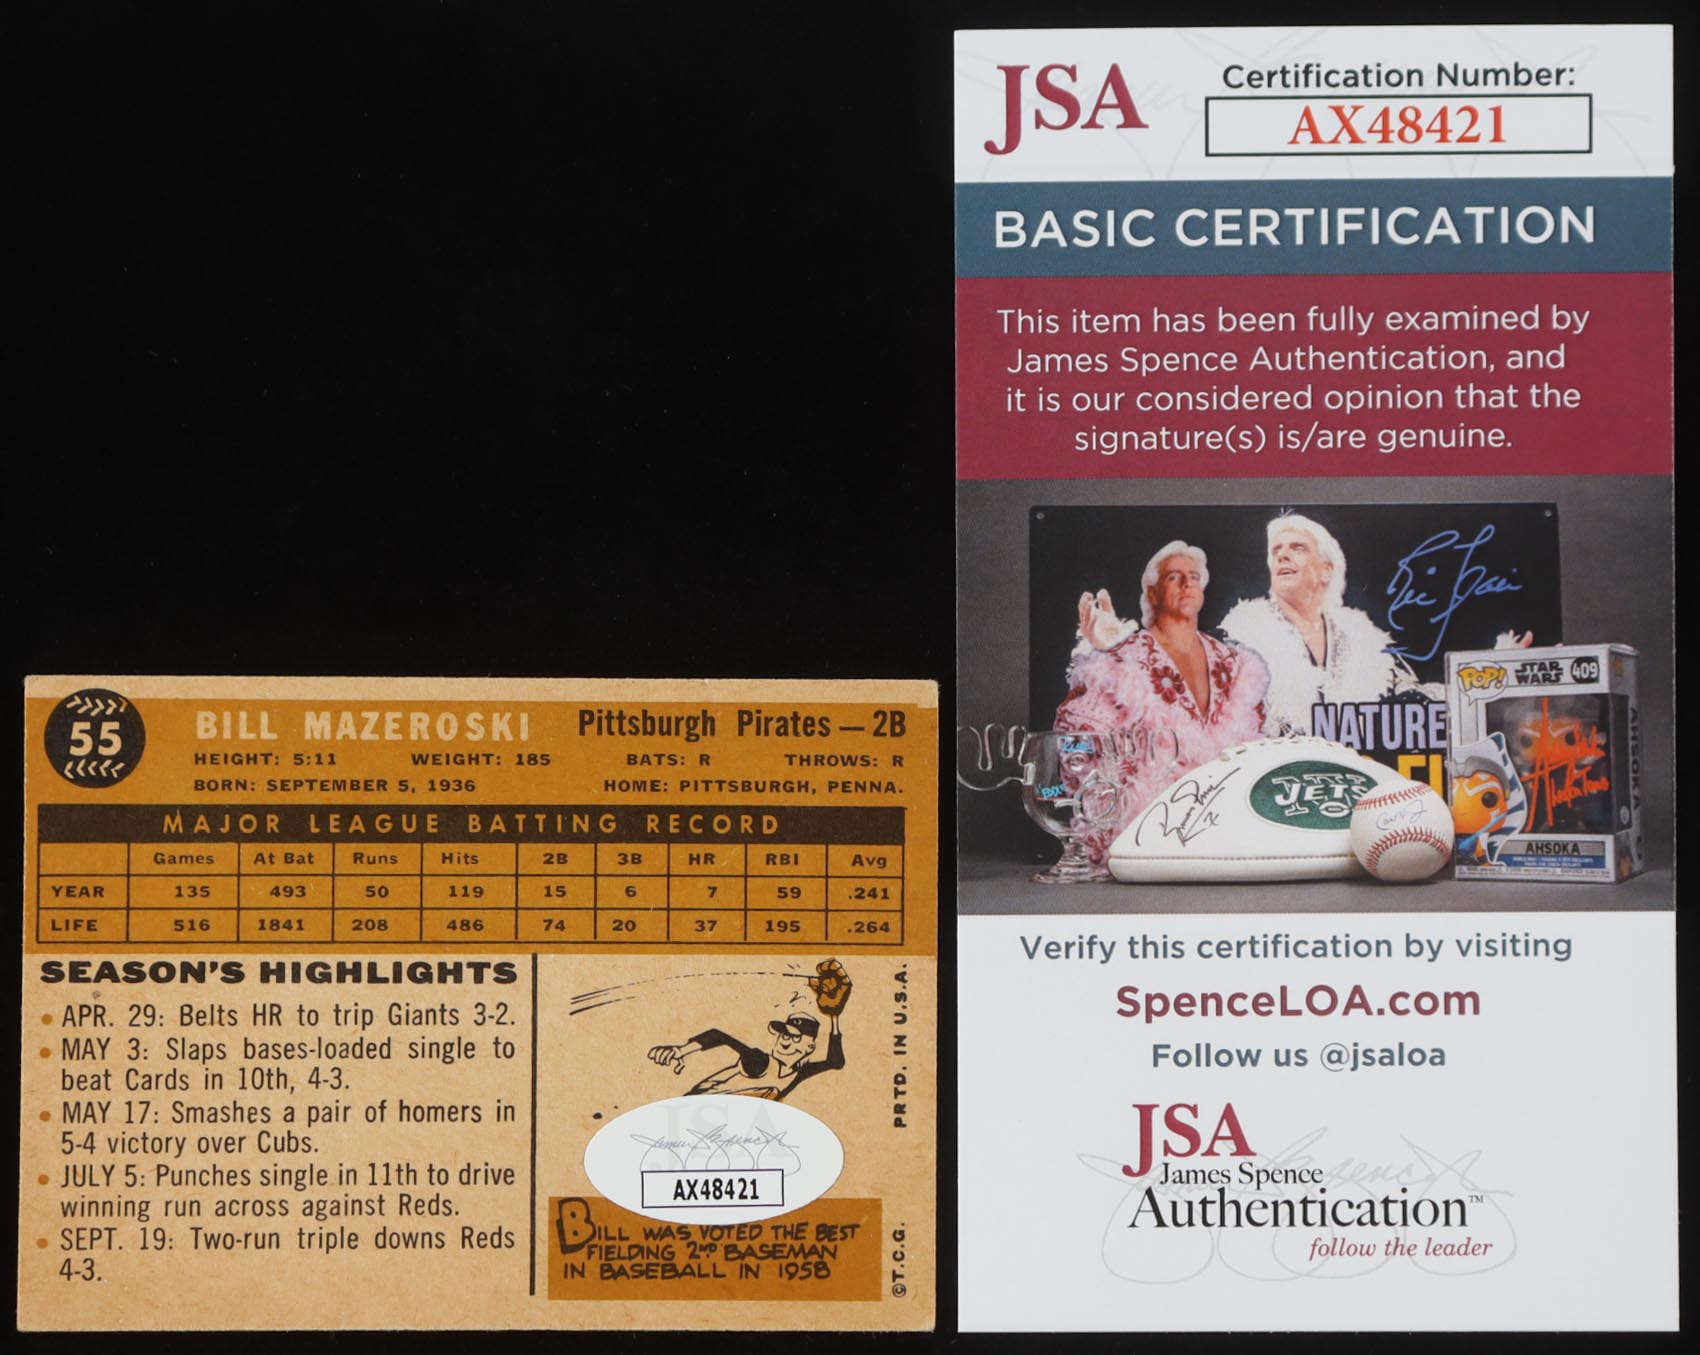 55
BILL MAZEROSKI Pittsburgh Pirates — 2B
HEIGHT: 5:11 WEIGHT: 185 BATS: R THROWS: R
BORN: SEPTEMBER 5, 1936 HOME: PITTSBURGH, PENNA.
MAJOR LEAGUE BATTING RECORD
Games At Bat Runs Hits 2B 3B HR RBI Avg
YEAR 135 493 50 119 15 6 7 59 .241
LIFE 516 1841 208 486 74 20 37 195 .264
SEASON'S HIGHLIGHTS
• APR. 29: Belts HR to trip Giants 3-2.
• MAY 3: Slaps bases-loaded single to
beat Cards in 10th, 4-3.
• MAY 17: Smashes a pair of homers in
5-4 victory over Cubs.
• JULY 5: Punches single in 11th to drive
winning run across against Reds.
• SEPT. 19: Two-run triple downs Reds
4-3.
JSA
James Spence
AX48421
BILL WAS VOTED THE BEST
FIELDING 2ND BASEMAN
IN BASEBALL IN 1958
©T.C.G. PRTD. IN U.S.A.
JSA
Certification Number:
AX48421
BASIC CERTIFICATION
This item has been fully examined by
James Spence Authentication, and
it is our considered opinion that the
signature(s) is/are genuine.
Ric Flair
NATURE
JETS
POP! STAR WARS 409
AHSOKA
AHSOKA
Verify this certification by visiting
SpenceLOA.com
Follow us @jsaloa
JSA
James Spence
Authentication™
follow the leader